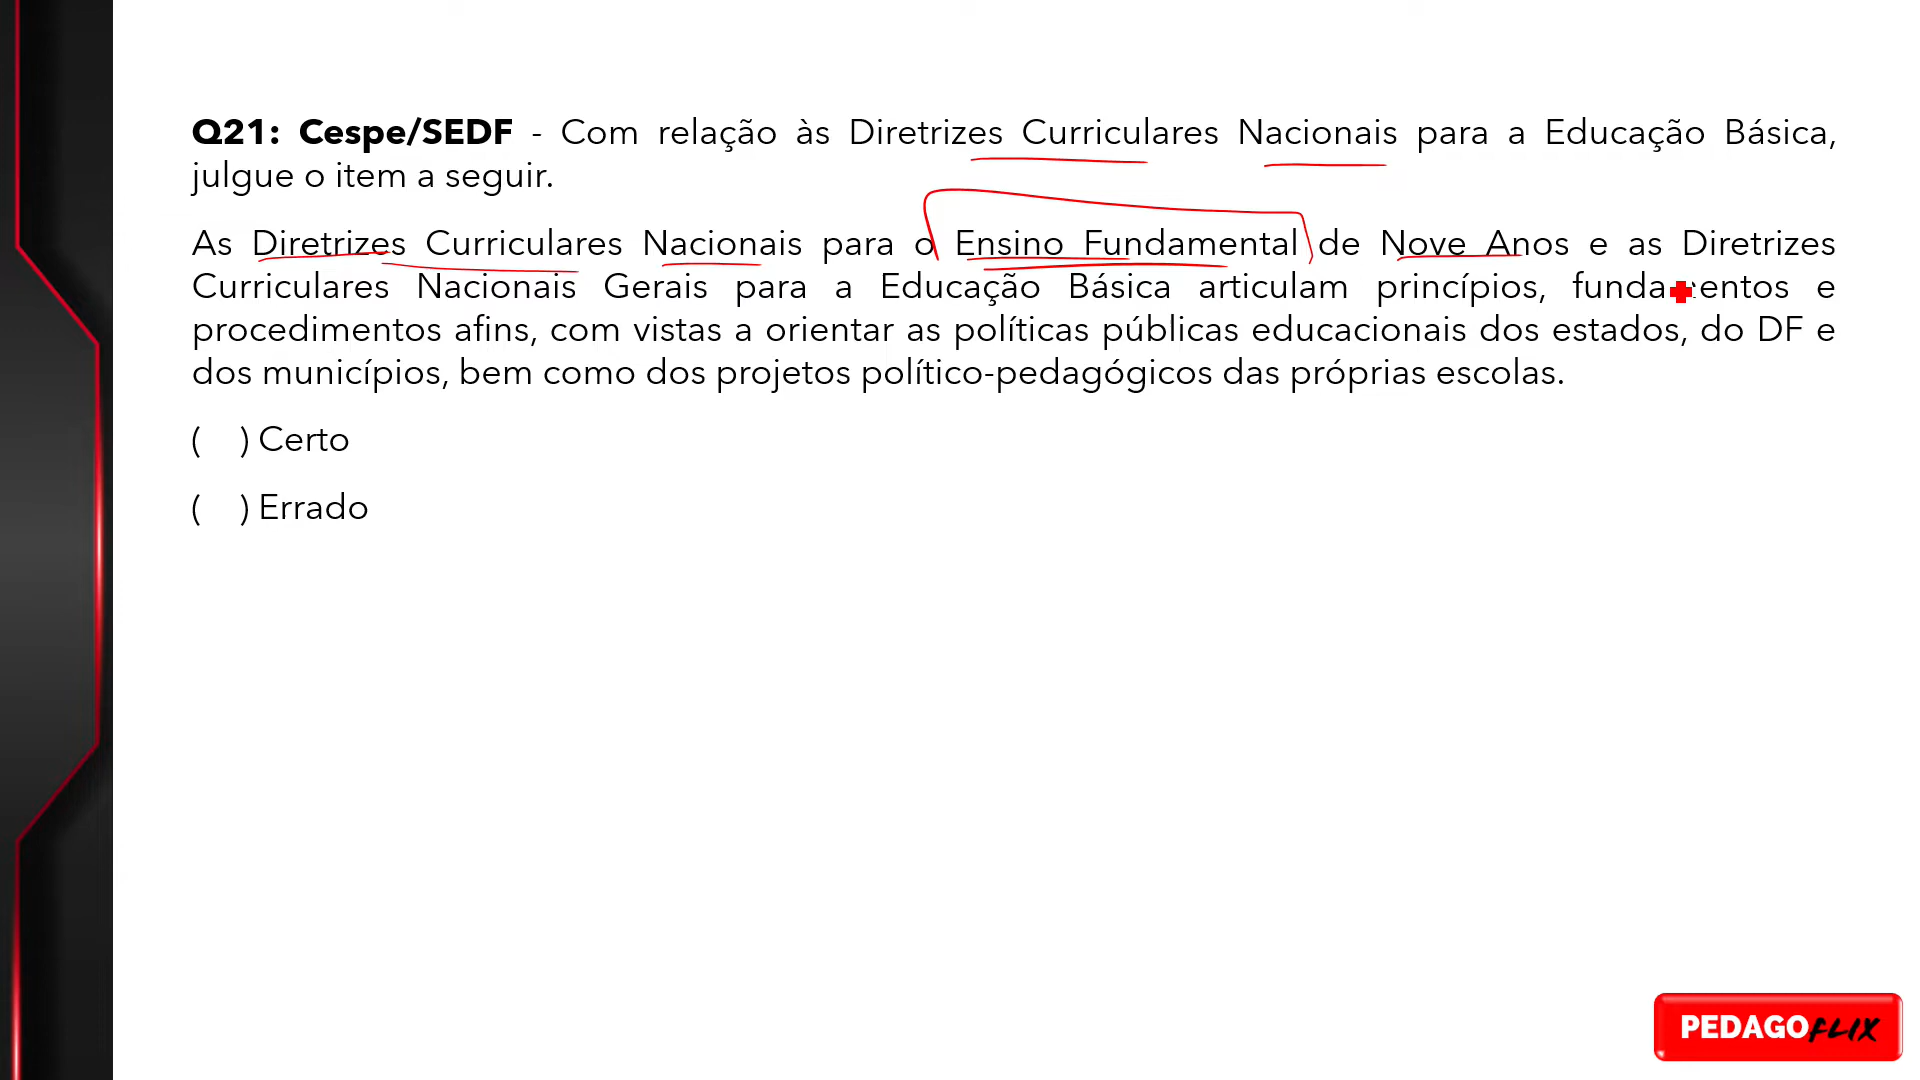 Q21: Cespe/SEDF - Com relação às Diretrizes Curriculares Nacionais para a Educação Básica,
julgue o item a seguir.
As Diretrizes Curriculares Nacionais para o Ensino Fundamental de Nove Anos e as Diretrizes
Curriculares Nacionais Gerais para a Educação Básica articulam princípios, fundamentos e
procedimentos afins, com vistas a orientar as políticas públicas educacionais dos estados, do DF e
dos municípios, bem como dos projetos político-pedagógicos das próprias escolas.
( ) Certo
( ) Errado
PEDAGOFLIX